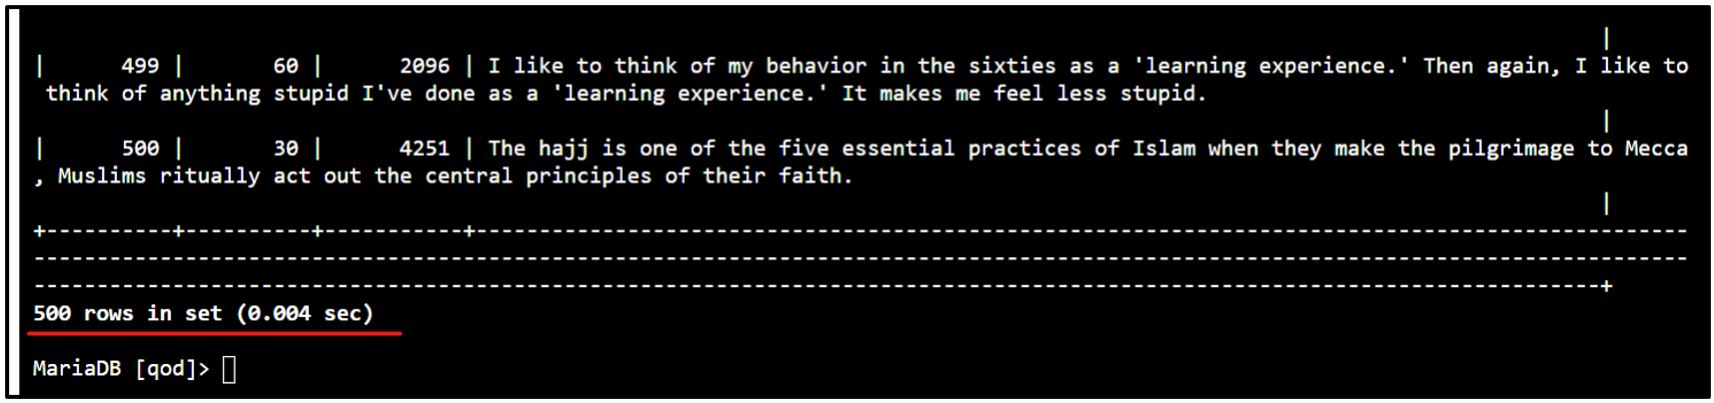 |
| 499 | 60 | 2096 | I like to think of my behavior in the sixties as a 'learning experience.' Then again, I like to
think of anything stupid I've done as a 'learning experience.' It makes me feel less stupid.
|
| 500 | 30 | 4251 | The hajj is one of the five essential practices of Islam when they make the pilgrimage to Mecca
, Muslims ritually act out the central principles of their faith.
|
+----------+----------+-----------+------------------------------------------------------------------------------------------------
-----------------------------------------------------------------------------------------------------------------------------------
----------------------------------------------------------------------------------------------------------------------------+
500 rows in set (0.004 sec)
MariaDB [qod]>